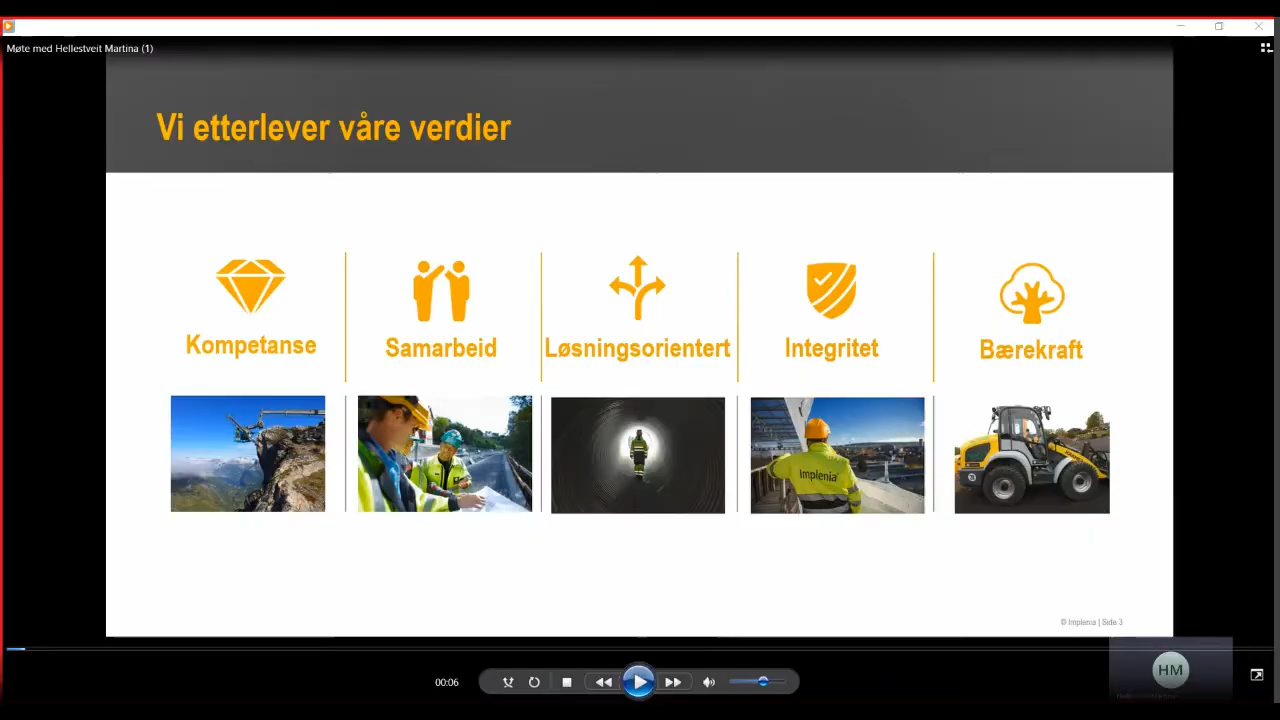 Møte med Hellestveit Martina (1)
Vi etterlever våre verdier
Kompetanse
Samarbeid
Løsningsorientert
Integritet
Bærekraft
Implenia
© Implenia | Side 3
HM
00:06